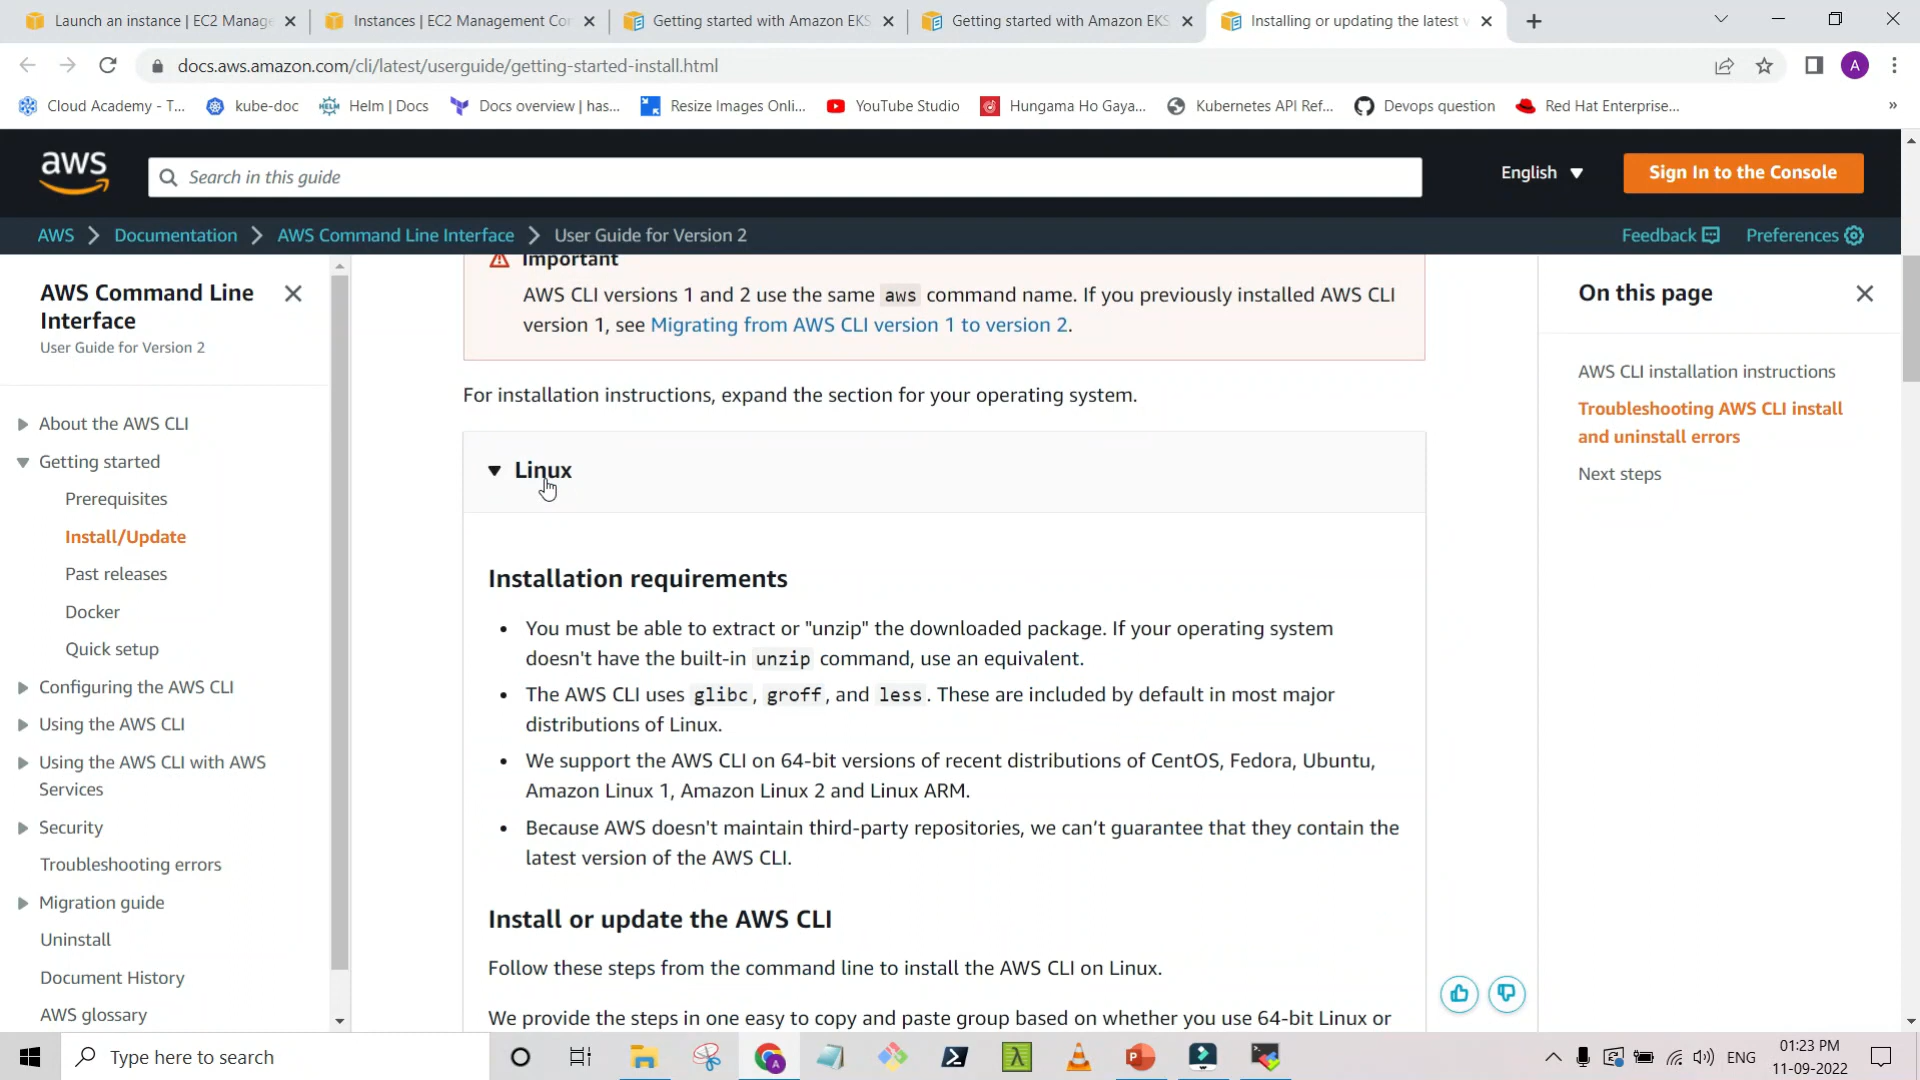 Launch an instance | EC2 Manage
Instances | EC2 Management Con
Getting started with Amazon EKS
Getting started with Amazon EKS
Installing or updating the latest v
docs.aws.amazon.com/cli/latest/userguide/getting-started-install.html
A
Cloud Academy - T...
kube-doc
Helm | Docs
Docs overview | has...
Resize Images Onli...
YouTube Studio
Hungama Ho Gaya...
Kubernetes API Ref...
Devops question
Red Hat Enterprise...
»
aws
Search in this guide
English
Sign In to the Console
AWS
Documentation
AWS Command Line Interface
User Guide for Version 2
Feedback
Preferences
AWS Command Line
Interface
User Guide for Version 2
About the AWS CLI
Getting started
Prerequisites
Install/Update
Past releases
Docker
Quick setup
Configuring the AWS CLI
Using the AWS CLI
Using the AWS CLI with AWS
Services
Security
Troubleshooting errors
Migration guide
Uninstall
Document History
AWS glossary
Important
AWS CLI versions 1 and 2 use the same aws command name. If you previously installed AWS CLI
version 1, see Migrating from AWS CLI version 1 to version 2.
For installation instructions, expand the section for your operating system.
Linux
Installation requirements
• You must be able to extract or "unzip" the downloaded package. If your operating system
doesn't have the built-in unzip command, use an equivalent.
• The AWS CLI uses glibc, groff, and less. These are included by default in most major
distributions of Linux.
• We support the AWS CLI on 64-bit versions of recent distributions of CentOS, Fedora, Ubuntu,
Amazon Linux 1, Amazon Linux 2 and Linux ARM.
• Because AWS doesn't maintain third-party repositories, we can’t guarantee that they contain the
latest version of the AWS CLI.
Install or update the AWS CLI
Follow these steps from the command line to install the AWS CLI on Linux.
We provide the steps in one easy to copy and paste group based on whether you use 64-bit Linux or
On this page
AWS CLI installation instructions
Troubleshooting AWS CLI install
and uninstall errors
Next steps
Type here to search
ENG
01:23 PM
11-09-2022